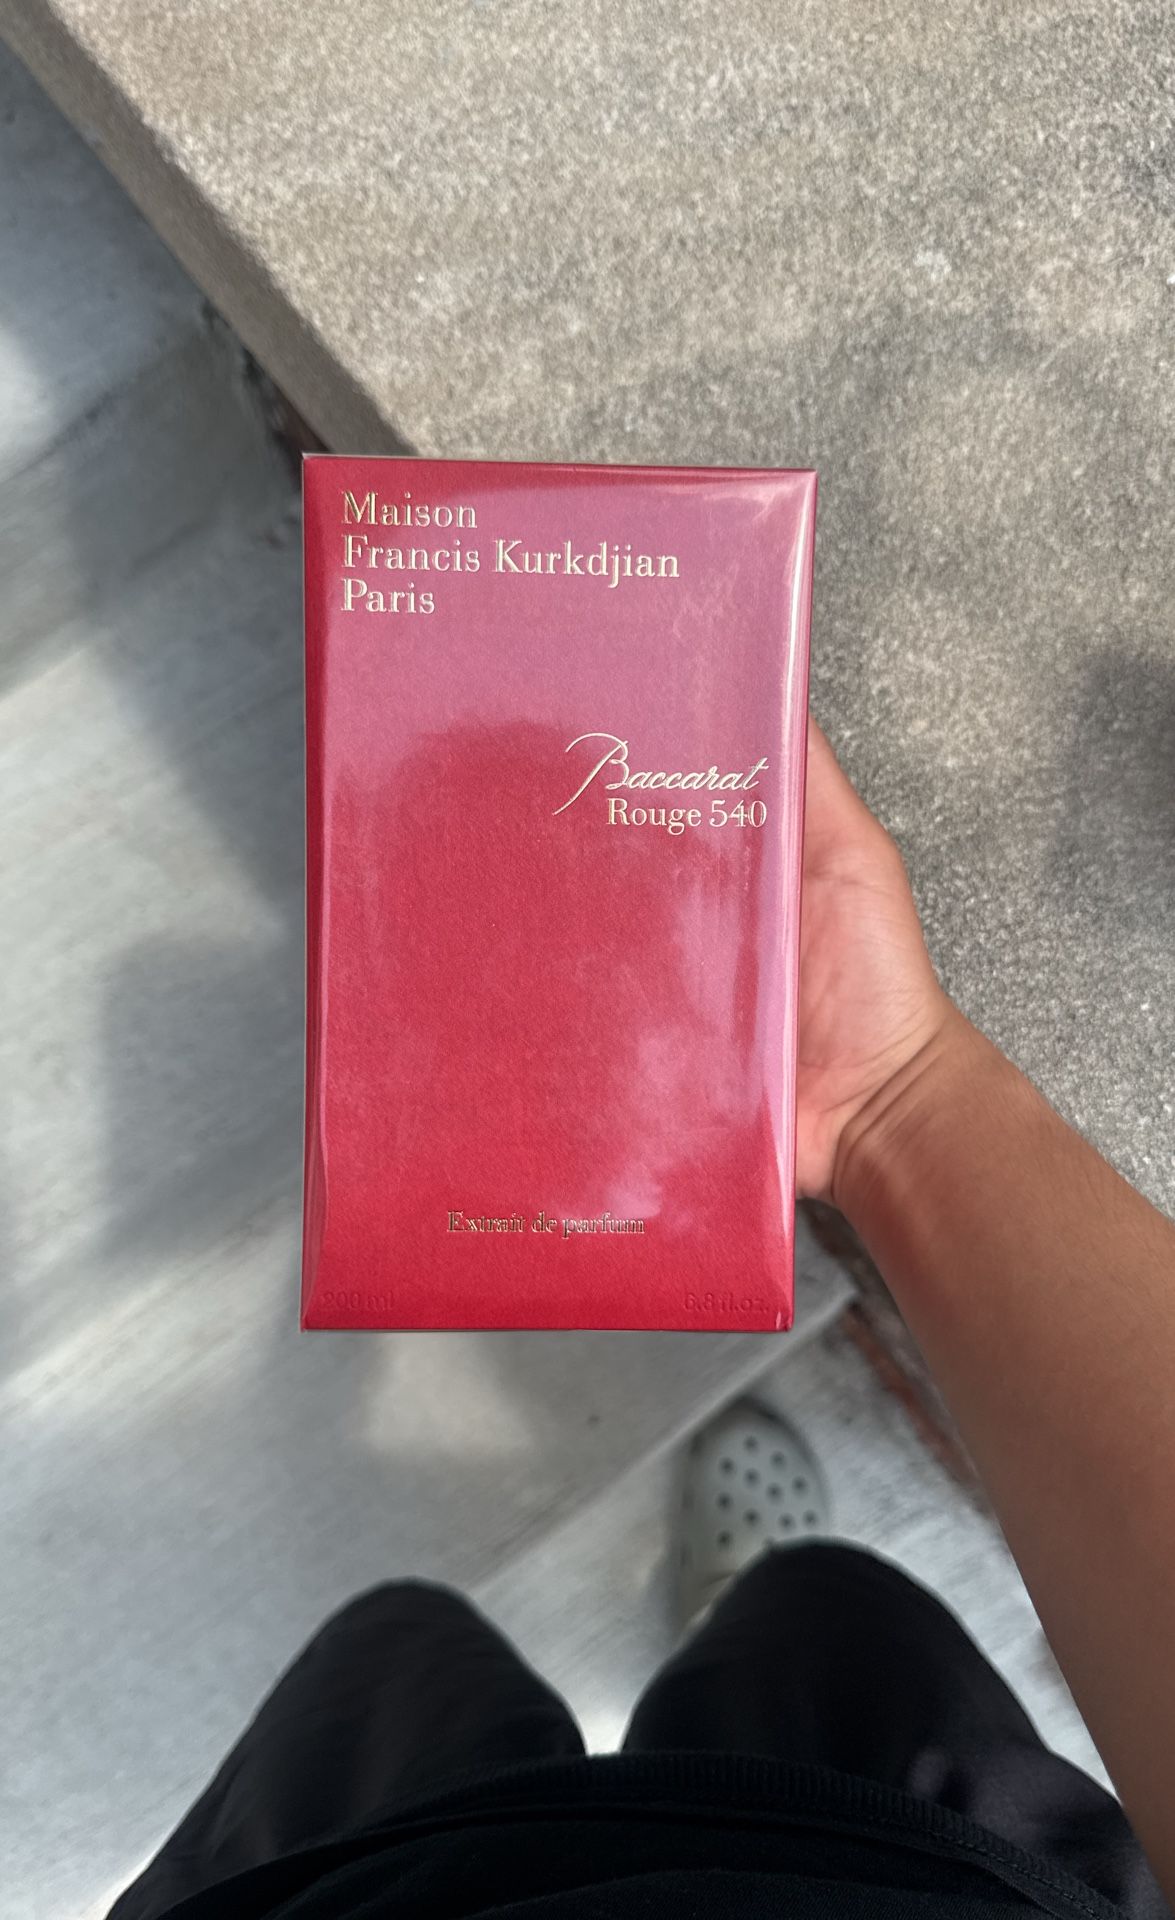 Maison
Francis Kurkdjian
Paris
Baccarat
Rouge 540
Extrait de parfum
200 ml 6.8 fl.oz.